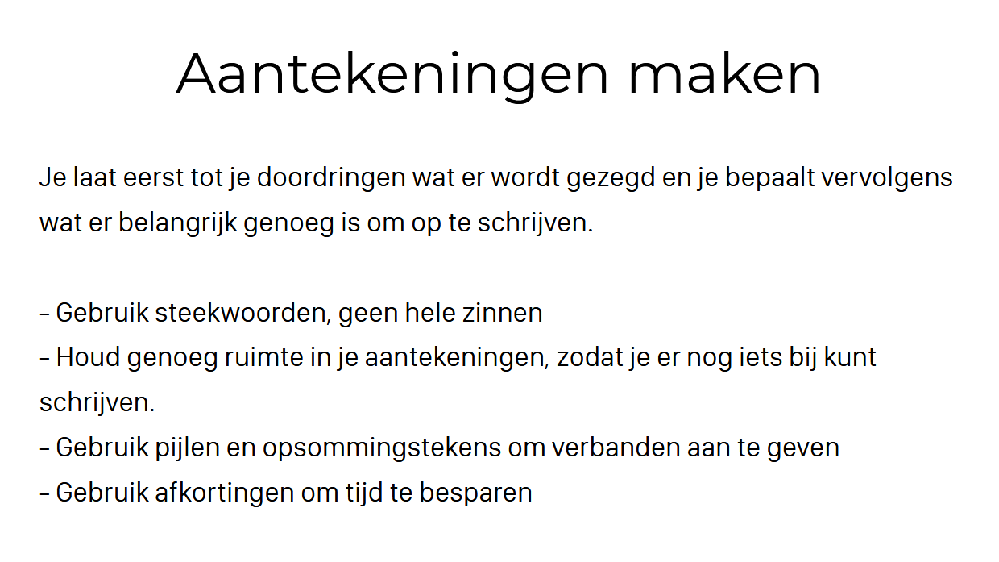 Aantekeningen maken
Je laat eerst tot je doordringen wat er wordt gezegd en je bepaalt vervolgens
wat er belangrijk genoeg is om op te schrijven.
– Gebruik steekwoorden, geen hele zinnen
– Houd genoeg ruimte in je aantekeningen, zodat je er nog iets bij kunt
schrijven.
– Gebruik pijlen en opsommingstekens om verbanden aan te geven
– Gebruik afkortingen om tijd te besparen